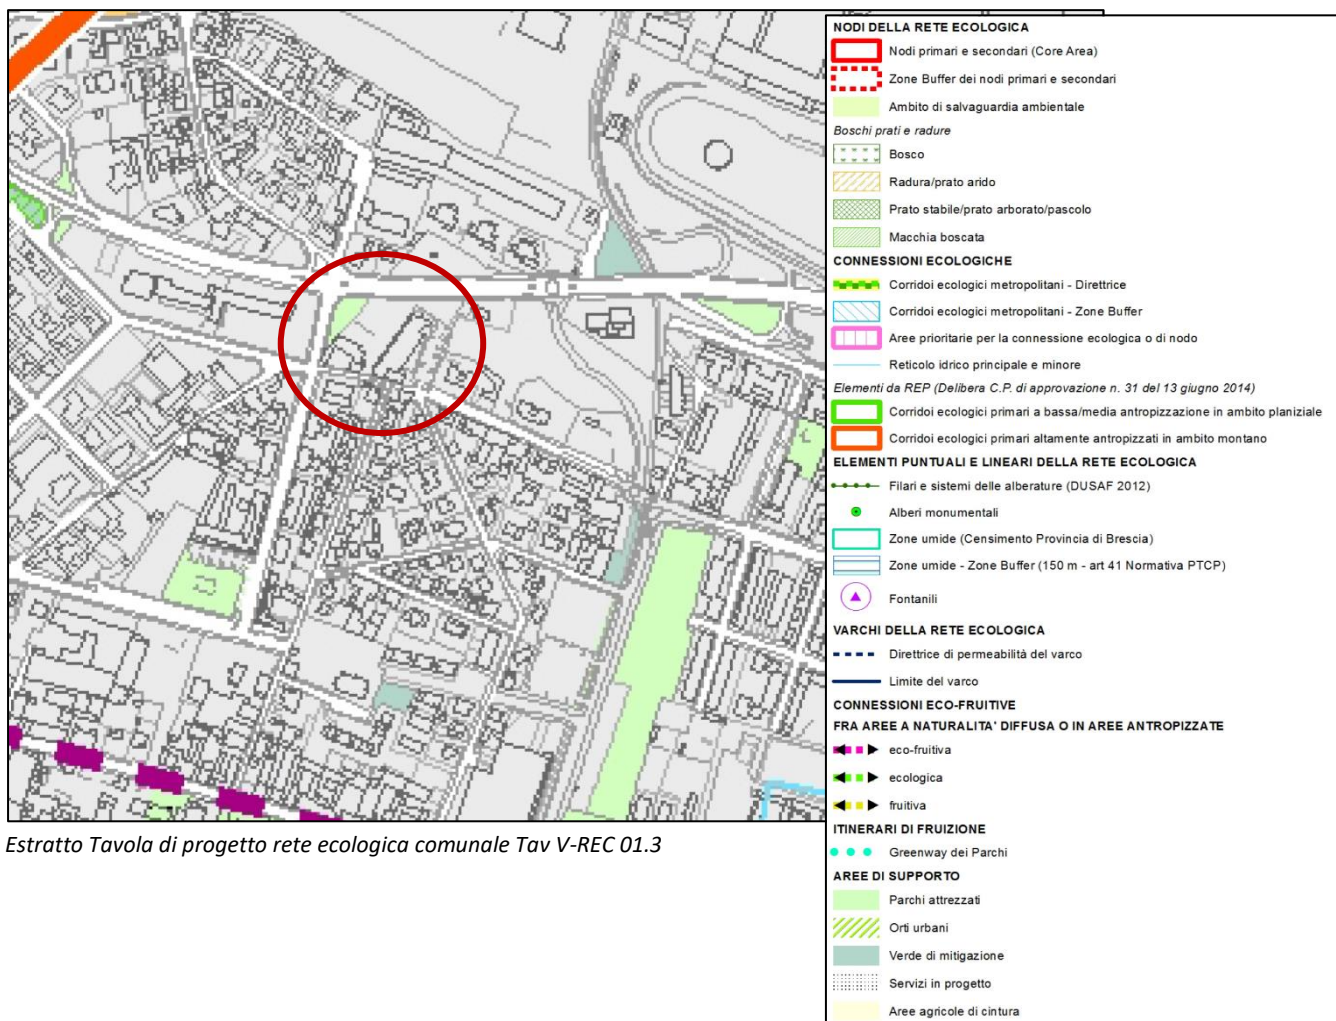 NODI DELLA RETE ECOLOGICA
Nodi primari e secondari (Core Area)
Zone Buffer dei nodi primari e secondari
Ambito di salvaguardia ambientale
Boschi prati e radure
Bosco
Radura/prato arido
Prato stabile/prato arborato/pascolo
Macchia boscata
CONNESSIONI ECOLOGICHE
Corridoi ecologici metropolitani - Direttrice
Corridoi ecologici metropolitani - Zone Buffer
Aree prioritarie per la connessione ecologica o di nodo
Reticolo idrico principale e minore
Elementi da REP (Delibera C.P. di approvazione n. 31 del 13 giugno 2014)
Corridoi ecologici primari a bassa/media antropizzazione in ambito planiziale
Corridoi ecologici primari altamente antropizzati in ambito montano
ELEMENTI PUNTUALI E LINEARI DELLA RETE ECOLOGICA
Filari e sistemi delle alberature (DUSAF 2012)
Alberi monumentali
Zone umide (Censimento Provincia di Brescia)
Zone umide - Zone Buffer (150 m - art 41 Normativa PTCP)
Fontanili
VARCHI DELLA RETE ECOLOGICA
Direttrice di permeabilità del varco
Limite del varco
CONNESSIONI ECO-FRUITIVE
FRA AREE A NATURALITA' DIFFUSA O IN AREE ANTROPIZZATE
eco-fruitiva
ecologica
fruitiva
ITINERARI DI FRUIZIONE
Greenway dei Parchi
AREE DI SUPPORTO
Parchi attrezzati
Orti urbani
Verde di mitigazione
Servizi in progetto
Aree agricole di cintura
Estratto Tavola di progetto rete ecologica comunale Tav V-REC 01.3